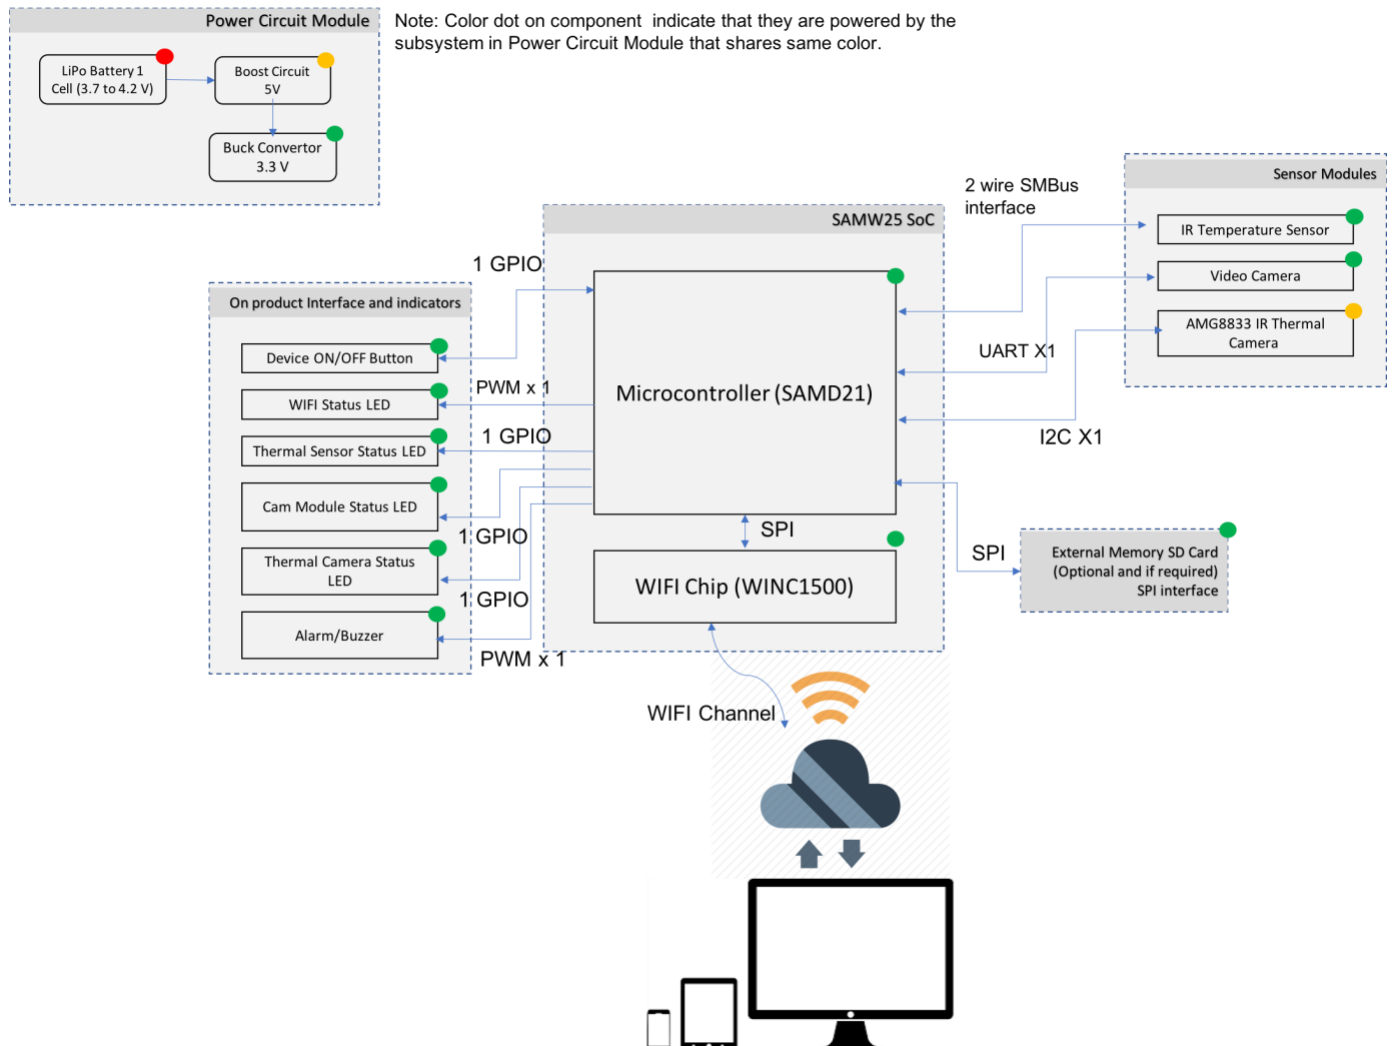 Power Circuit Module
Note: Color dot on component indicate that they are powered by the
subsystem in Power Circuit Module that shares same color.
LiPo Battery 1
Cell (3.7 to 4.2 V)
Boost Circuit
5V
Buck Convertor
3.3 V
Sensor Modules
2 wire SMBus
interface
IR Temperature Sensor
Video Camera
AMG8833 IR Thermal
Camera
UART X1
I2C X1
SAMW25 SoC
Microcontroller (SAMD21)
SPI
WIFI Chip (WINC1500)
1 GPIO
On product Interface and indicators
Device ON/OFF Button
PWM x 1
WIFI Status LED
1 GPIO
Thermal Sensor Status LED
Cam Module Status LED
1 GPIO
Thermal Camera Status
LED
1 GPIO
Alarm/Buzzer
PWM x 1
SPI
External Memory SD Card
(Optional and if required)
SPI interface
WIFI Channel